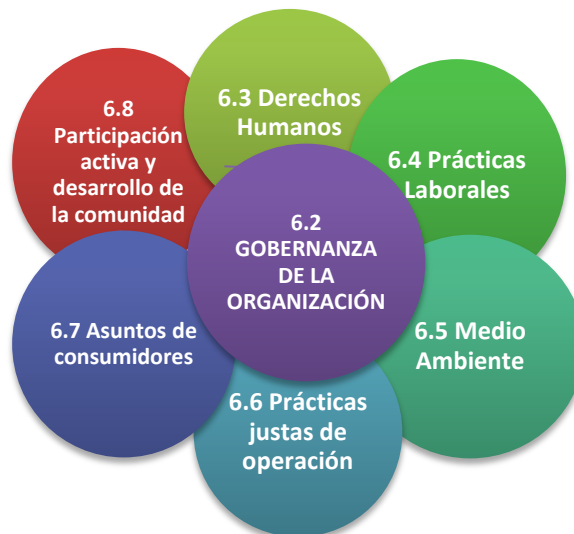 6.3 Derechos
Humanos
6.4 Prácticas
Laborales
6.5 Medio
Ambiente
6.6 Prácticas
justas de
operación
6.7 Asuntos de
consumidores
6.8
Participación
activa y
desarrollo de
la comunidad
6.2
GOBERNANZA
DE LA
ORGANIZACIÓN